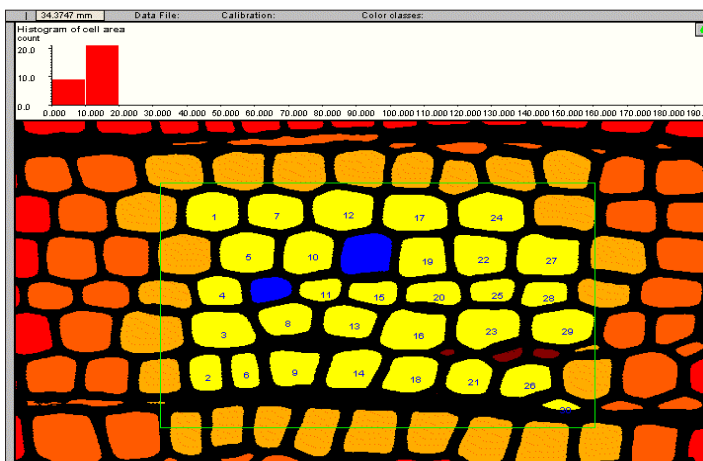 34.3747 mm Data File: Calibration: Color classes:
Histogram of cell area
count
20.0
10.0
0.0
0.000 10.000 20.000 30.000 40.000 50.000 60.000 70.000 80.000 90.000 100.000 110.000 120.000 130.000 140.000 150.000 160.000 170.000 180.000 190.
1 7 12 17 24
5 10 19 22 27
4 11 15 20 25 28
3 8 13 16 23 29
2 6 9 14 18 21 26
30